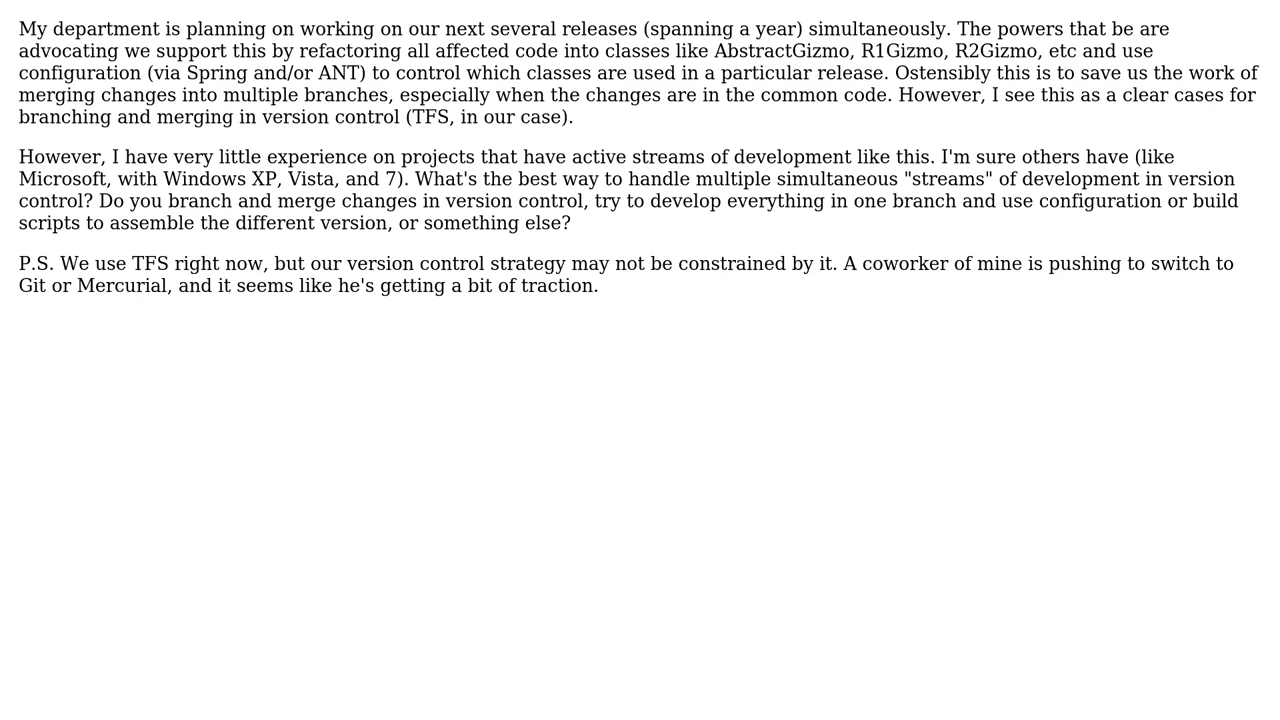 My department is planning on working on our next several releases (spanning a year) simultaneously. The powers that be are
advocating we support this by refactoring all affected code into classes like AbstractGizmo, R1Gizmo, R2Gizmo, etc and use
configuration (via Spring and/or ANT) to control which classes are used in a particular release. Ostensibly this is to save us the work of
merging changes into multiple branches, especially when the changes are in the common code. However, I see this as a clear cases for
branching and merging in version control (TFS, in our case).
However, I have very little experience on projects that have active streams of development like this. I'm sure others have (like
Microsoft, with Windows XP, Vista, and 7). What's the best way to handle multiple simultaneous "streams" of development in version
control? Do you branch and merge changes in version control, try to develop everything in one branch and use configuration or build
scripts to assemble the different version, or something else?
P.S. We use TFS right now, but our version control strategy may not be constrained by it. A coworker of mine is pushing to switch to
Git or Mercurial, and it seems like he's getting a bit of traction.